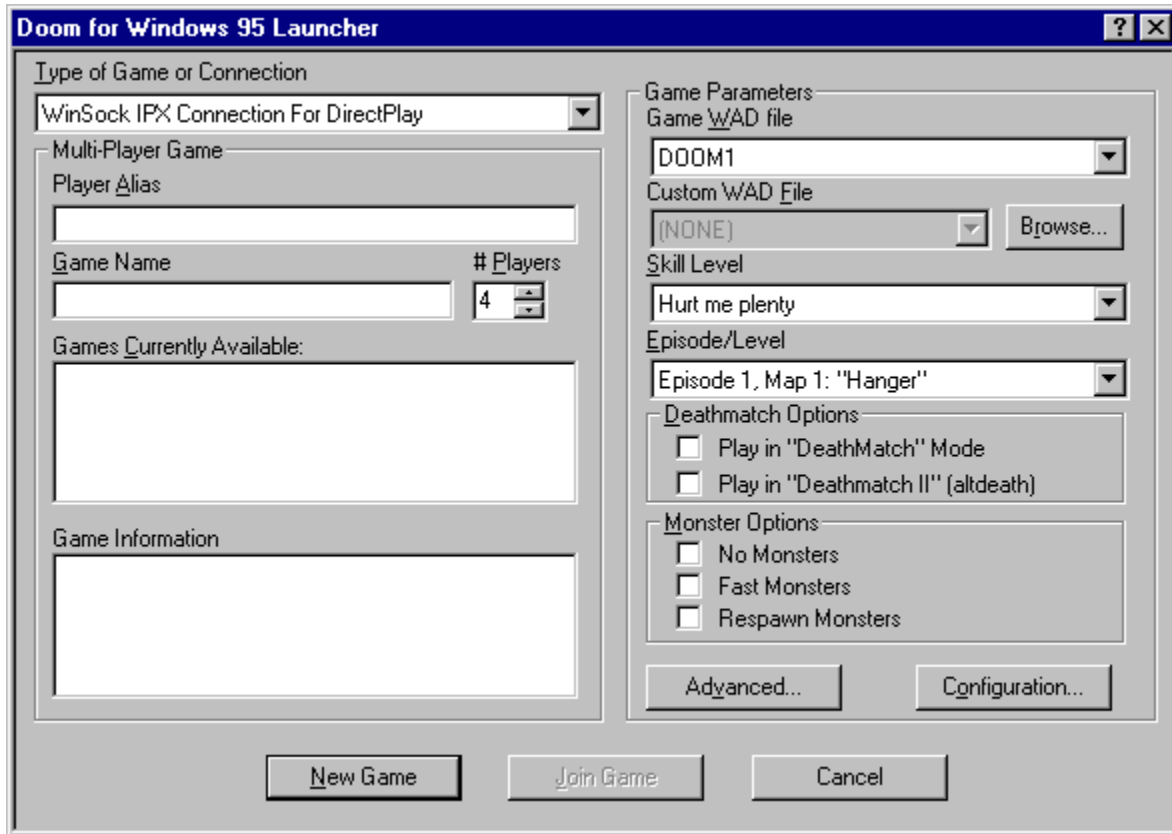 Doom for Windows 95 Launcher
Type of Game or Connection
WinSock IPX Connection For DirectPlay
Multi-Player Game
Player Alias
Game Name
# Players
4
Games Currently Available:
Game Information
Game Parameters
Game WAD file
DOOM1
Custom WAD File
(NONE)
Browse...
Skill Level
Hurt me plenty
Episode/Level
Episode 1, Map 1: "Hanger"
Deathmatch Options
Play in "DeathMatch" Mode
Play in "Deathmatch II" (altdeath)
Monster Options
No Monsters
Fast Monsters
Respawn Monsters
Advanced...
Configuration...
New Game
Join Game
Cancel